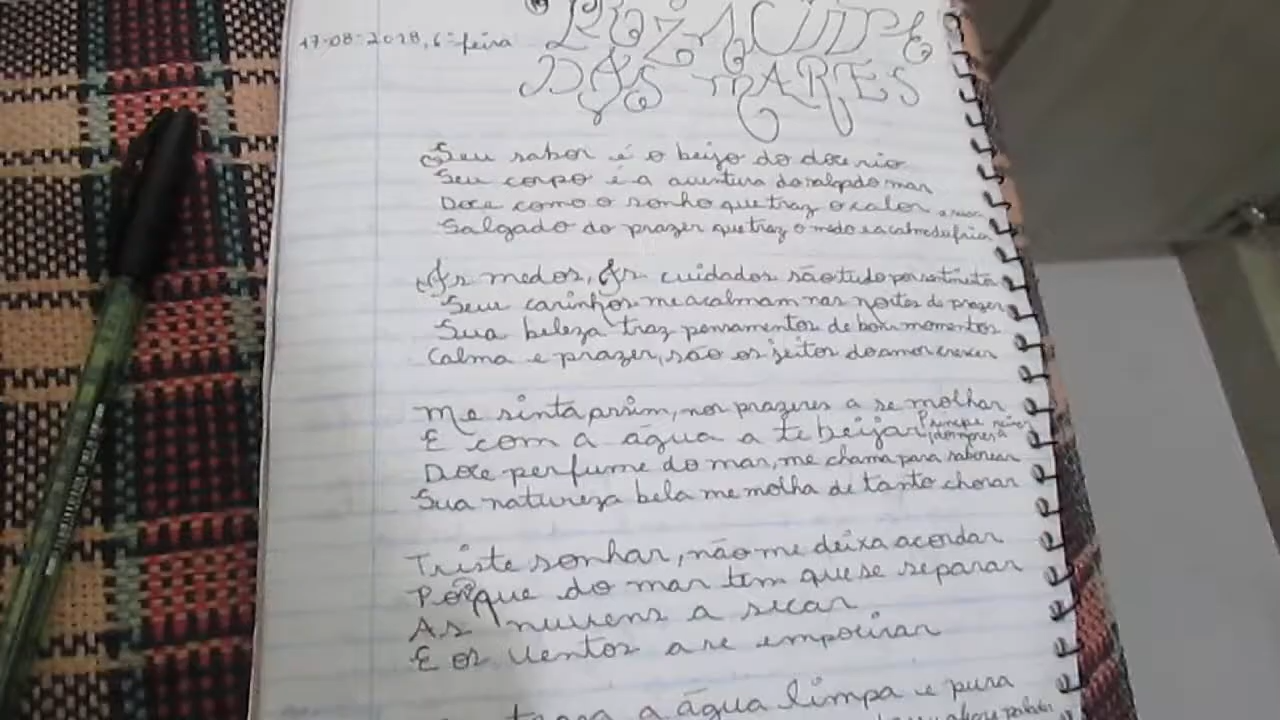 17-08-2018, 6ª-feira
DAS MARES
Seu sabor é o beijo do doce rio
Seu corpo é a aventura do salgado mar
Doce como o sonho que traz o calor
Salgado do prazer que traz o medo e a calmedufria
As medos, As cuidados são tudo por sentimentos
Seus carinhos me acalmam nas noites de prazer
Sua beleza traz pensamentos de bons momentos
Calma e prazer, são os jeitos do amor crescer
Me sinta assim, nos prazeres a se molhar
E com a água a te beijar
Doce perfume do mar, me chama para saborear
Sua natureza bela me molha de tanto chorar
Triste sonhar, não me deixa acordar
Porque do mar tem que se separar
As nuvens a secar
E os ventos a se empoeirar
a água limpa e pura